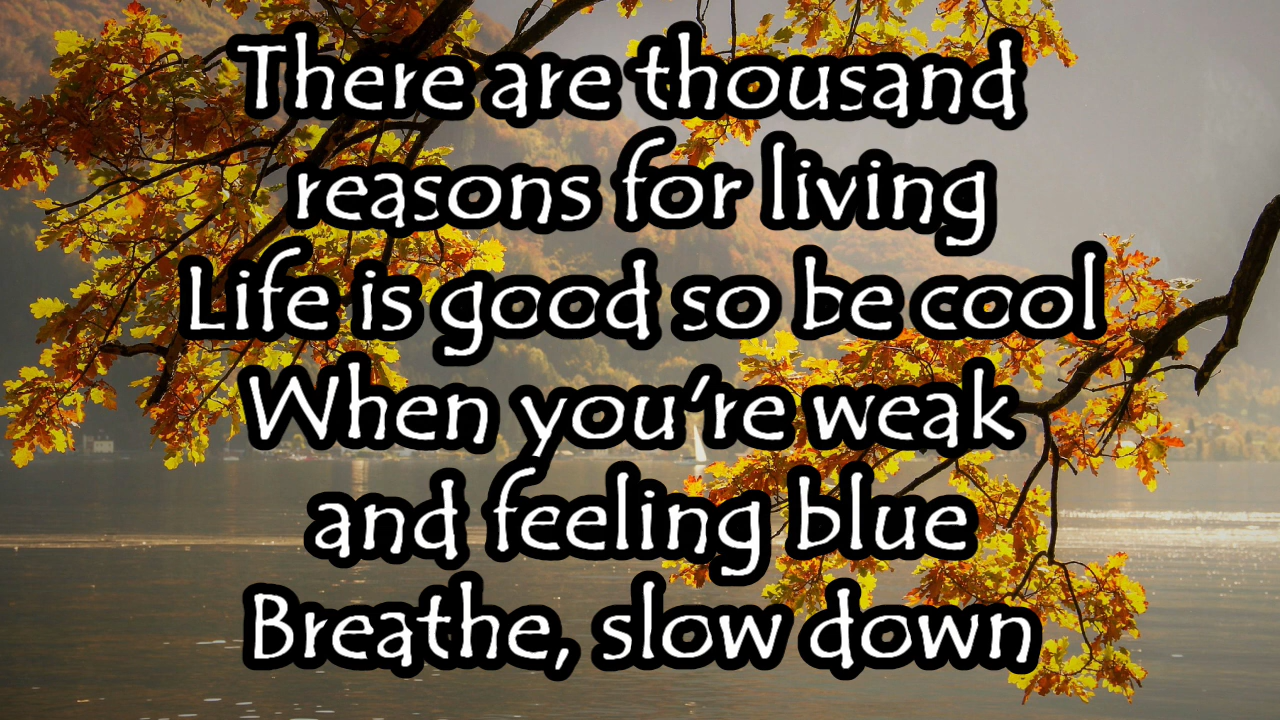 There are thousand
reasons for living
Life is good so be cool
When you're weak
and feeling blue
Breathe, slow down